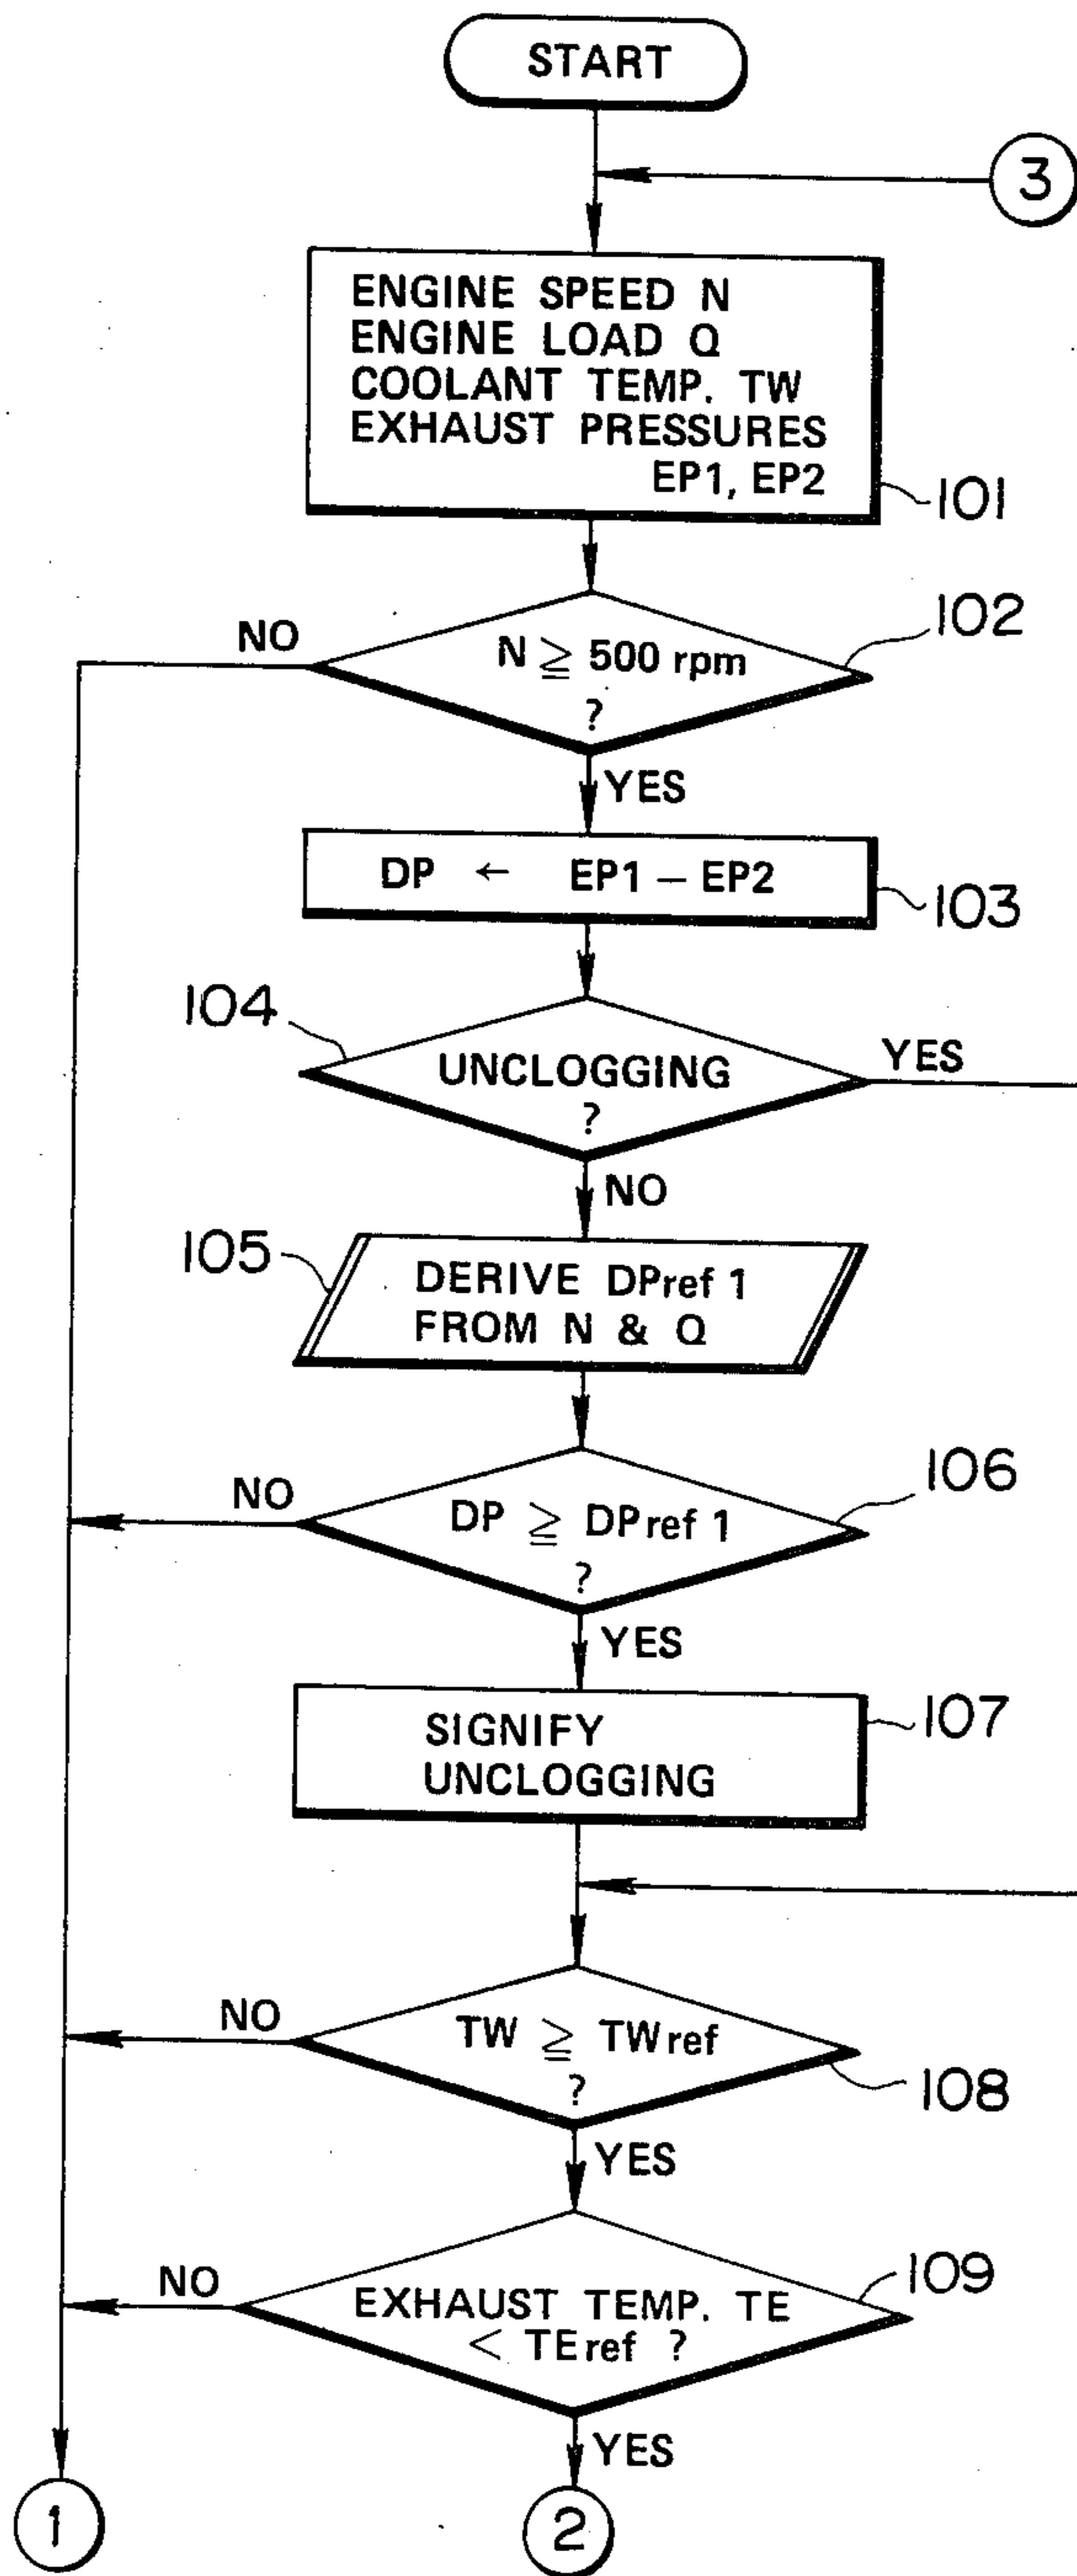 START
3
ENGINE SPEED N
ENGINE LOAD Q
COOLANT TEMP. TW
EXHAUST PRESSURES
EP1, EP2
101
102
NO
N ≧ 500 rpm
?
YES
DP ← EP1 – EP2
103
104
UNCLOGGING
?
YES
NO
105
DERIVE DPref 1
FROM N & Q
106
NO
DP ≧ DPref 1
?
YES
107
SIGNIFY
UNCLOGGING
NO
TW ≧ TWref
?
108
YES
109
NO
EXHAUST TEMP. TE
< TEref ?
YES
1
2